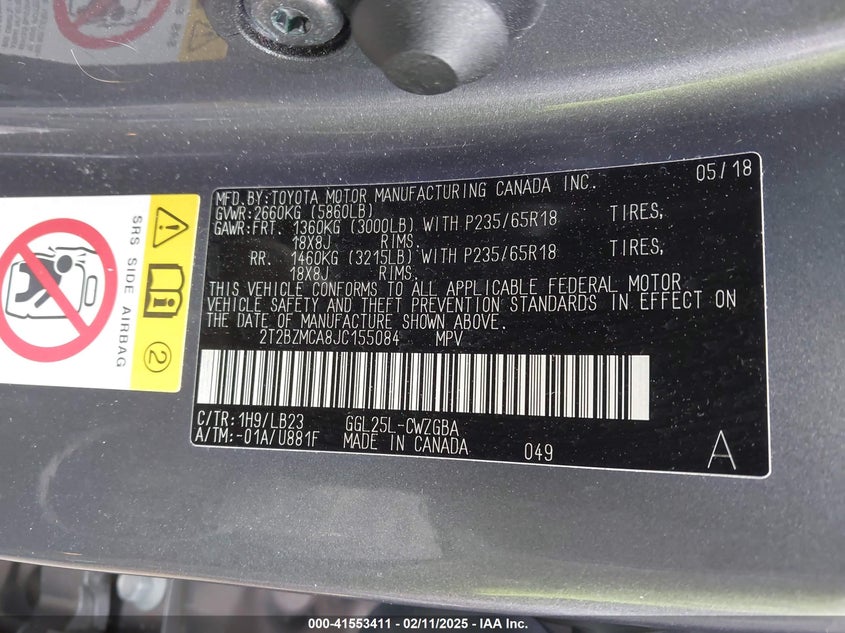 MFD.BY:TOYOTA MOTOR MANUFACTURING CANADA INC. 05/18
GVWR:2660KG (5860LB)
GAWR:FRT. 1360KG (3000LB) WITH P235/65R18 TIRES,
18X8J RIMS,
RR. 1460KG (3215LB) WITH P235/65R18 TIRES,
18X8J RIMS.
THIS VEHICLE CONFORMS TO ALL APPLICABLE FEDERAL MOTOR
VEHICLE SAFETY AND THEFT PREVENTION STANDARDS IN EFFECT ON
THE DATE OF MANUFACTURE SHOWN ABOVE.
2T2BZMCA8JC155084 MPV
C/TR:1H9/LB23 GGL25L-CWZGBA
A/TM:-01A/U881F MADE IN CANADA 049 A
SRS SIDE AIRBAG
2
000-41553411 - 02/11/2025 - IAA Inc.